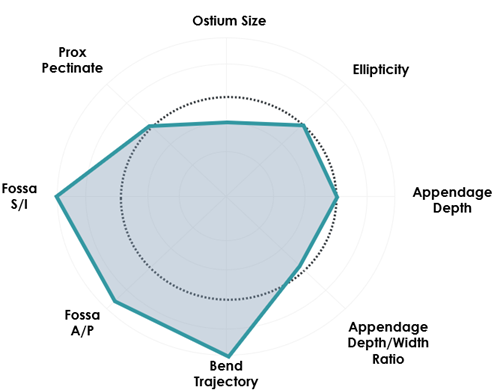 Ostium Size
Prox
Pectinate
Ellipticity
Fossa
S/I
Appendage
Depth
Fossa
A/P
Appendage
Depth/Width
Ratio
Bend
Trajectory